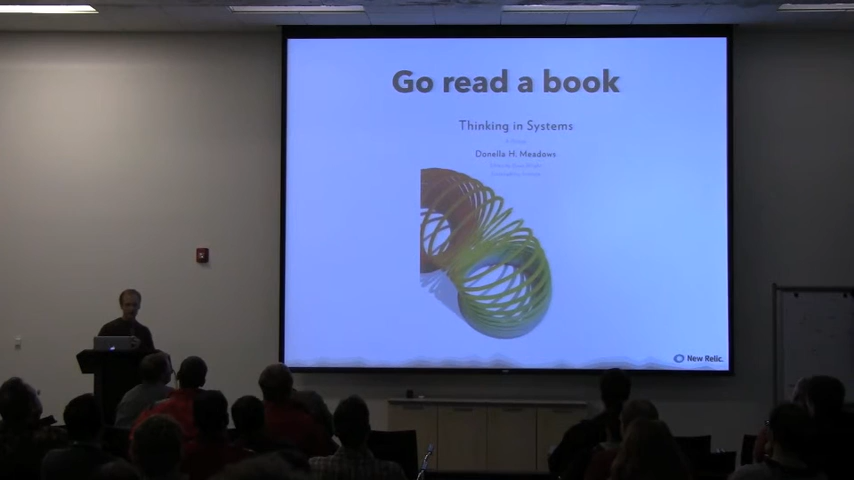 Go read a book
Thinking in Systems
Donella H. Meadows
New Relic.